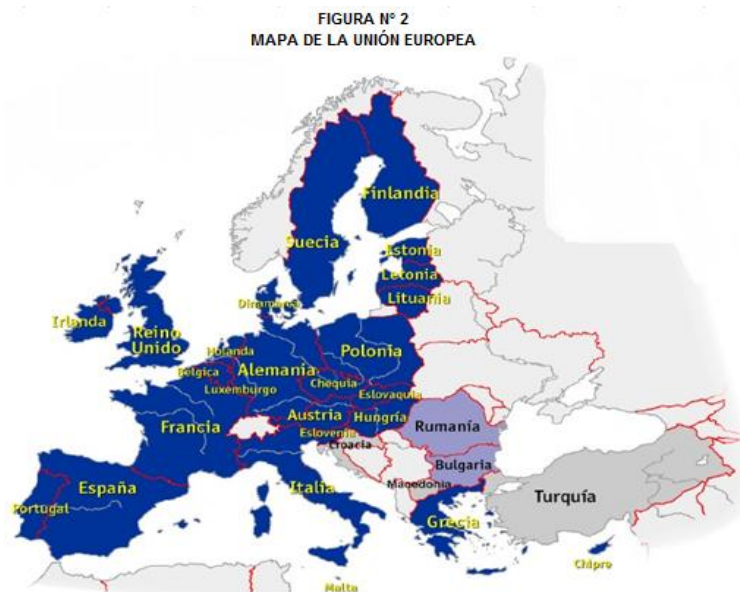 FIGURA N° 2
MAPA DE LA UNIÓN EUROPEA
Finlandia
Suecia
Estonia
Letonia
Lituania
Dinamarca
Irlanda
Reino
Unido
Holanda
Polonia
Bélgica
Alemania
Luxemburgo
Chequia
Eslovaquia
Austria
Hungría
Francia
Eslovenia
Rumanía
Croacia
Bulgaria
España
Italia
Macedonia
Turquía
Portugal
Grecia
Chipre
Malta